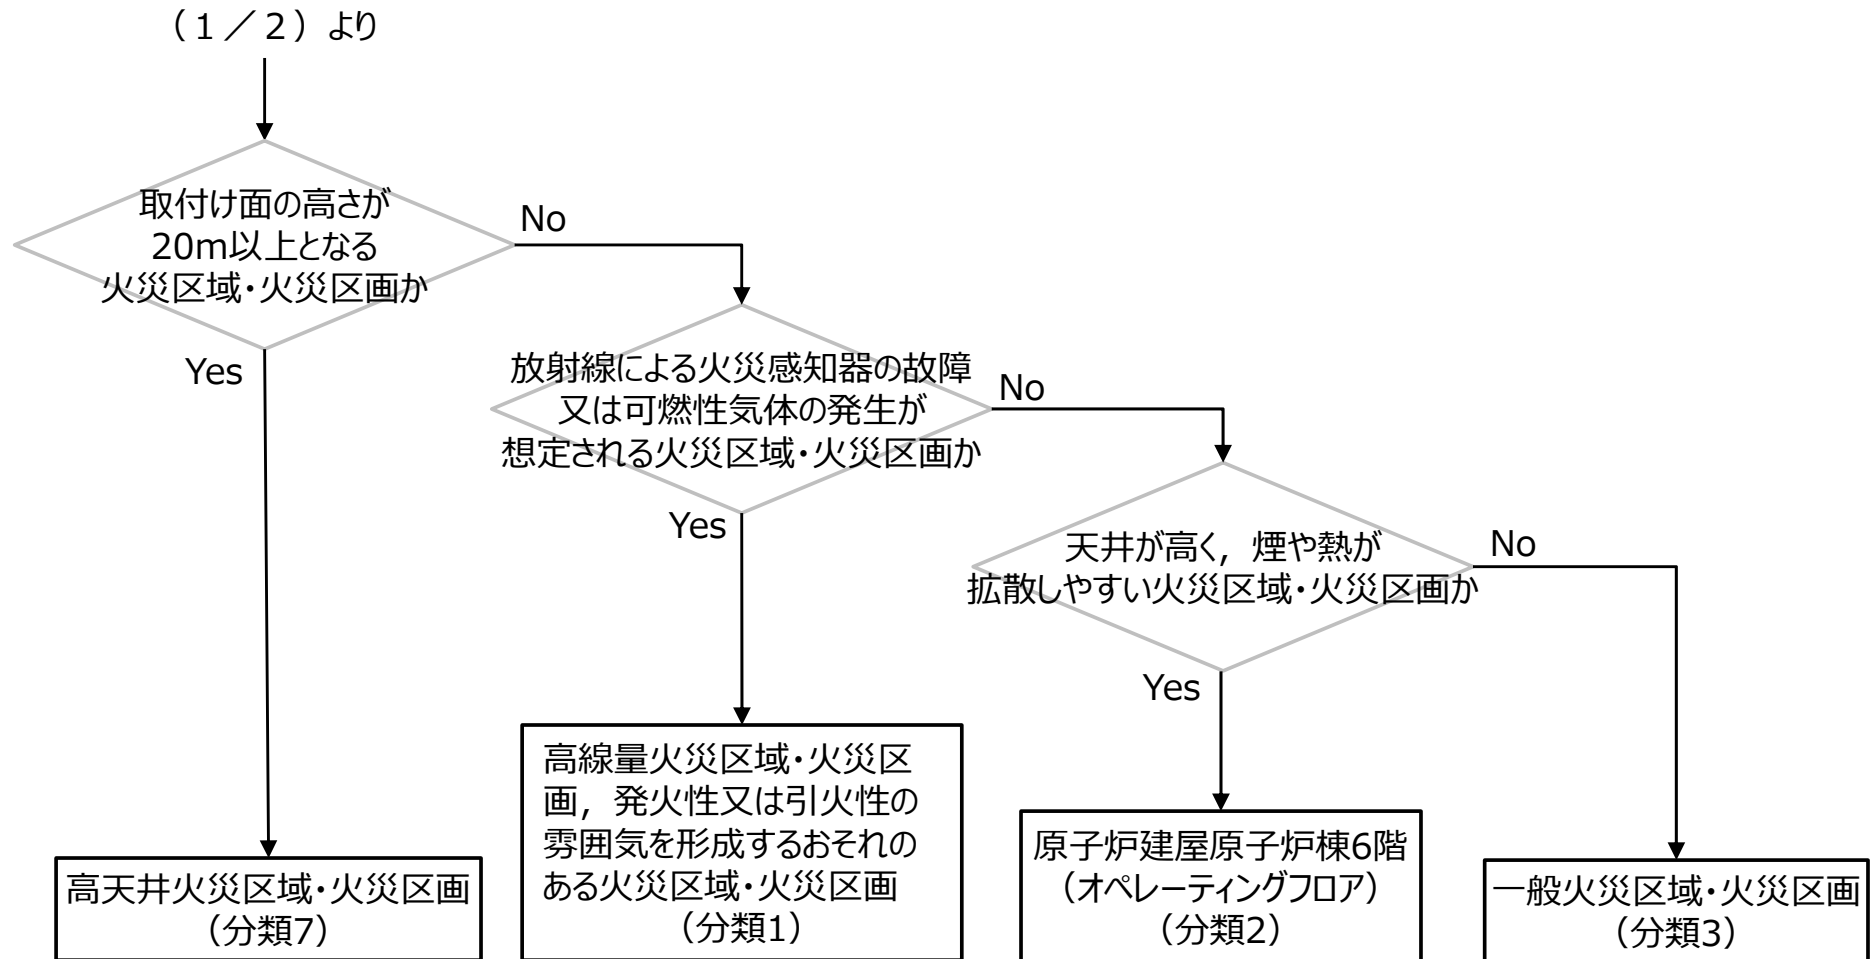 （１／２）より
取付け面の高さが
20m以上となる
火災区域・火災区画か
No
Yes
放射線による火災感知器の故障
又は可燃性気体の発生が
想定される火災区域・火災区画か
No
Yes
天井が高く，煙や熱が
拡散しやすい火災区域・火災区画か
No
Yes
高天井火災区域・火災区画
（分類7）
高線量火災区域・火災区
画，発火性又は引火性の
雰囲気を形成するおそれの
ある火災区域・火災区画
（分類1）
原子炉建屋原子炉棟6階
（オペレーティングフロア）
（分類2）
一般火災区域・火災区画
（分類3）